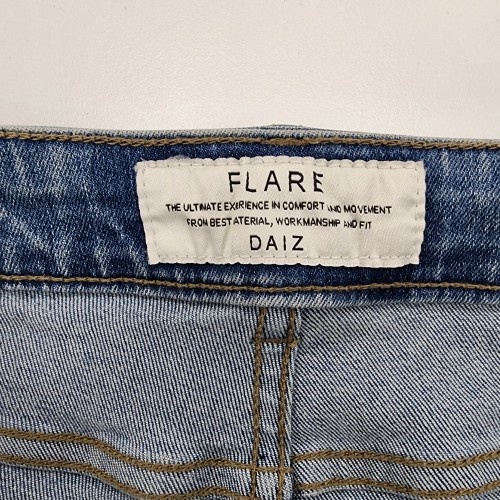 FLARE
THE ULTIMATE EXIRIENCE IN COMFORT AND MOVEMENT
FROM BESTATERIAL, WORKMANSHIP AND FIT
DAIZ